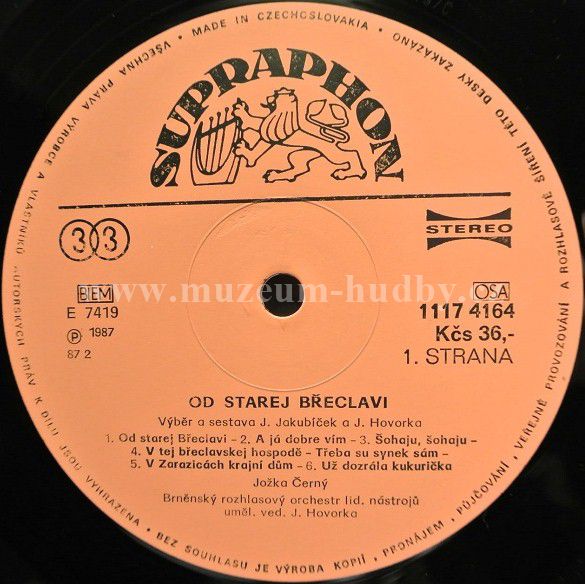 • MADE IN CZECHOSLOVAKIA • VŠECHNA PRÁVA VÝROBCE A VLASTNÍKŮ AUTORSKÝCH PRÁV K DÍLU JSOU VYHRAZENA • BEZ SOUHLASU JE VÝROBA KOPIÍ, PRONÁJEM, PŮJČOVÁNÍ, VEŘEJNÉ PROVOZOVÁNÍ A ROZHLASOVÉ ŠÍŘENÍ TÉTO DESKY ZAKÁZÁNO
SUPRAPHON
33
STEREO
www.muzeum-hudby.cz
BIEM
OSA
E 7419
1117 4164
Ⓟ 1987
Kčs 36,-
87 2
1. STRANA
OD STAREJ BŘECLAVI
Výběr a sestava J. Jakubíček a J. Hovorka
1. Od starej Břeclavi – 2. A já dobre vím – 3. Šohaju, šohaju –
4. V tej břeclavskej hospodě – Třeba su synek sám –
5. V Zarazicách krajní dům – 6. Už dozrála kukurička
Jožka Černý
Brněnský rozhlasový orchestr lid. nástrojů
uměl. ved. J. Hovorka